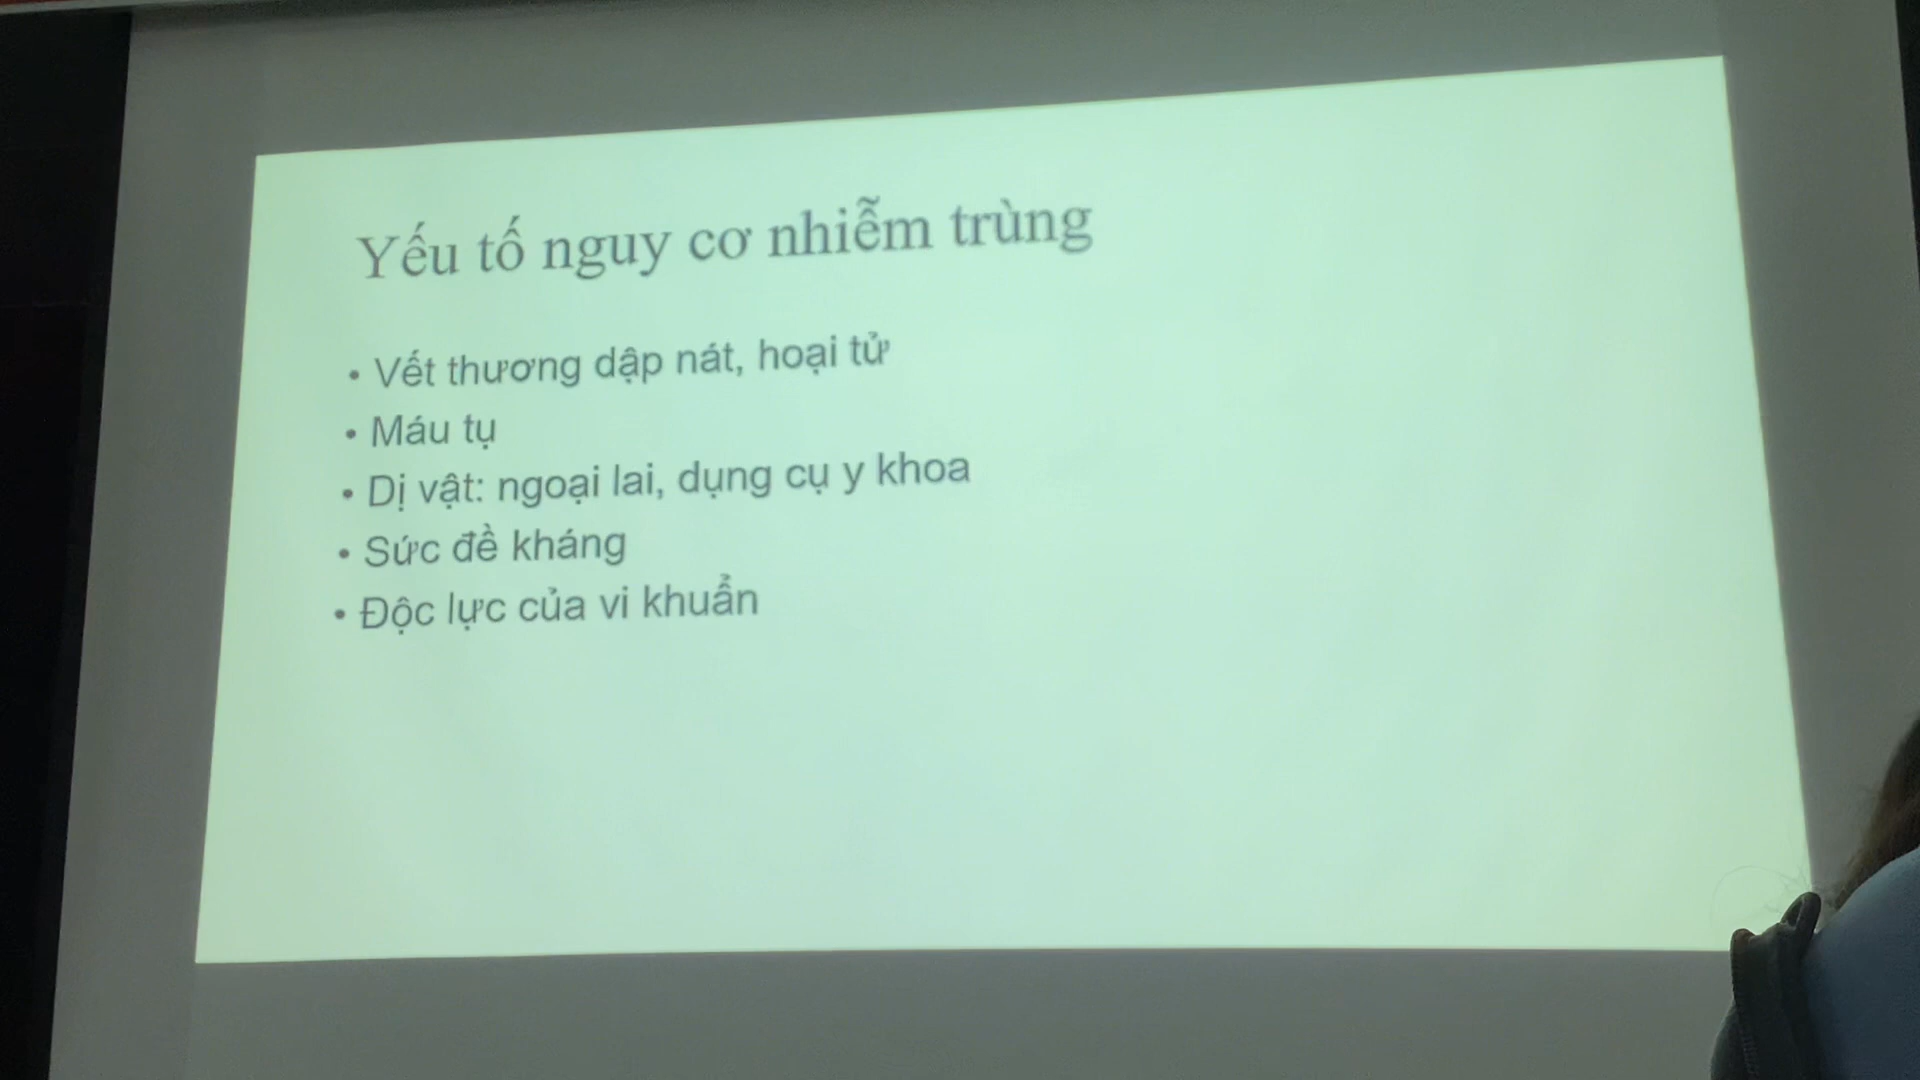 Yếu tố nguy cơ nhiễm trùng
• Vết thương dập nát, hoại tử
• Máu tụ
• Dị vật: ngoại lai, dụng cụ y khoa
• Sức đề kháng
• Độc lực của vi khuẩn